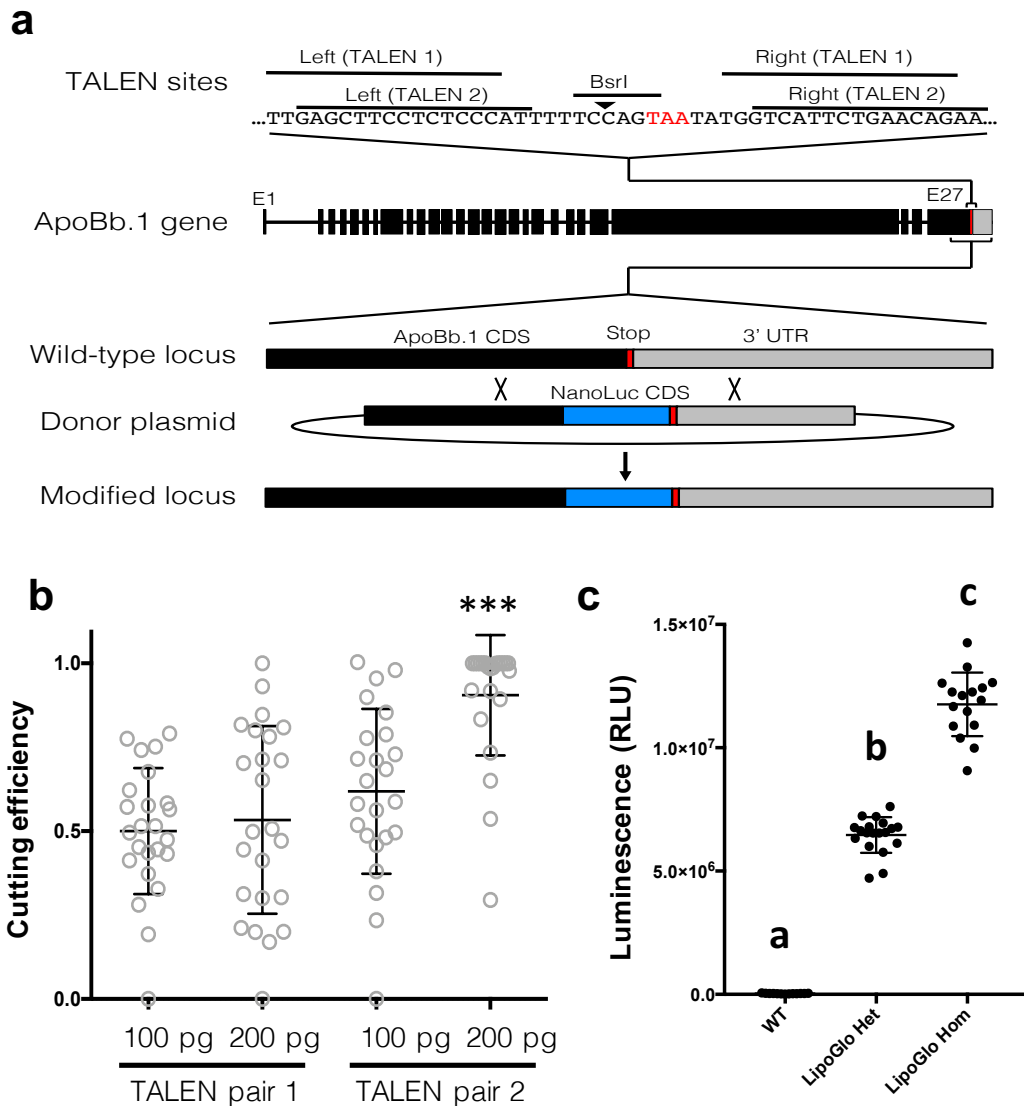 a
Left (TALEN 1)
Right (TALEN 1)
TALEN sites
BsrI
Left (TALEN 2)
Right (TALEN 2)
...TTGAGCTTCCTCTCCCATTTTTCCAGTAATATGGTCATTCTGAACAGAA...
E1
E27
ApoBb.1 gene
ApoBb.1 CDS
Stop
3' UTR
Wild-type locus
X
X
NanoLuc CDS
Donor plasmid
Modified locus
b
***
Cutting efficiency
1.0
0.5
0.0
100 pg
200 pg
100 pg
200 pg
TALEN pair 1
TALEN pair 2
c
Luminescence (RLU)
1.5×10⁷
1.0×10⁷
5.0×10⁶
0.0
a
b
c
WT
LipoGlo Het
LipoGlo Hom